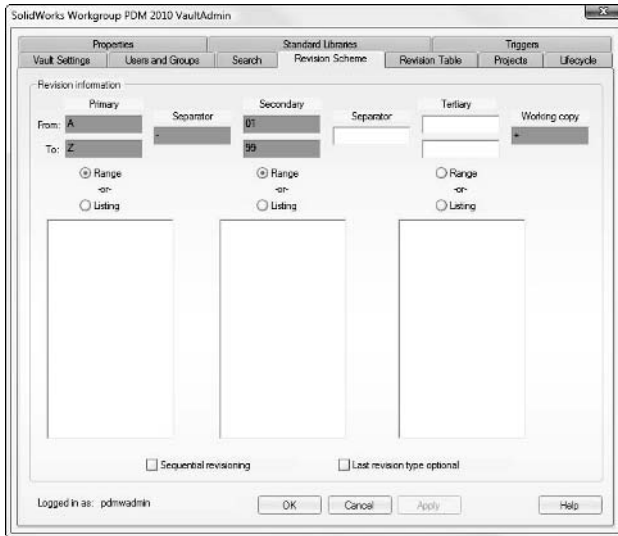 SolidWorks Workgroup PDM 2010 VaultAdmin
Properties Standard Libraries Triggers
Vault Settings Users and Groups Search Revision Scheme Revision Table Projects Lifecycle
Revision information
Primary Secondary Tertiary
Separator Separator Working copy
From: A 01
- +
To: Z 99
Range Range Range
-or- -or- -or-
Listing Listing Listing
Sequential revisioning Last revision type optional
Logged in as: pdmwadmin OK Cancel Apply Help